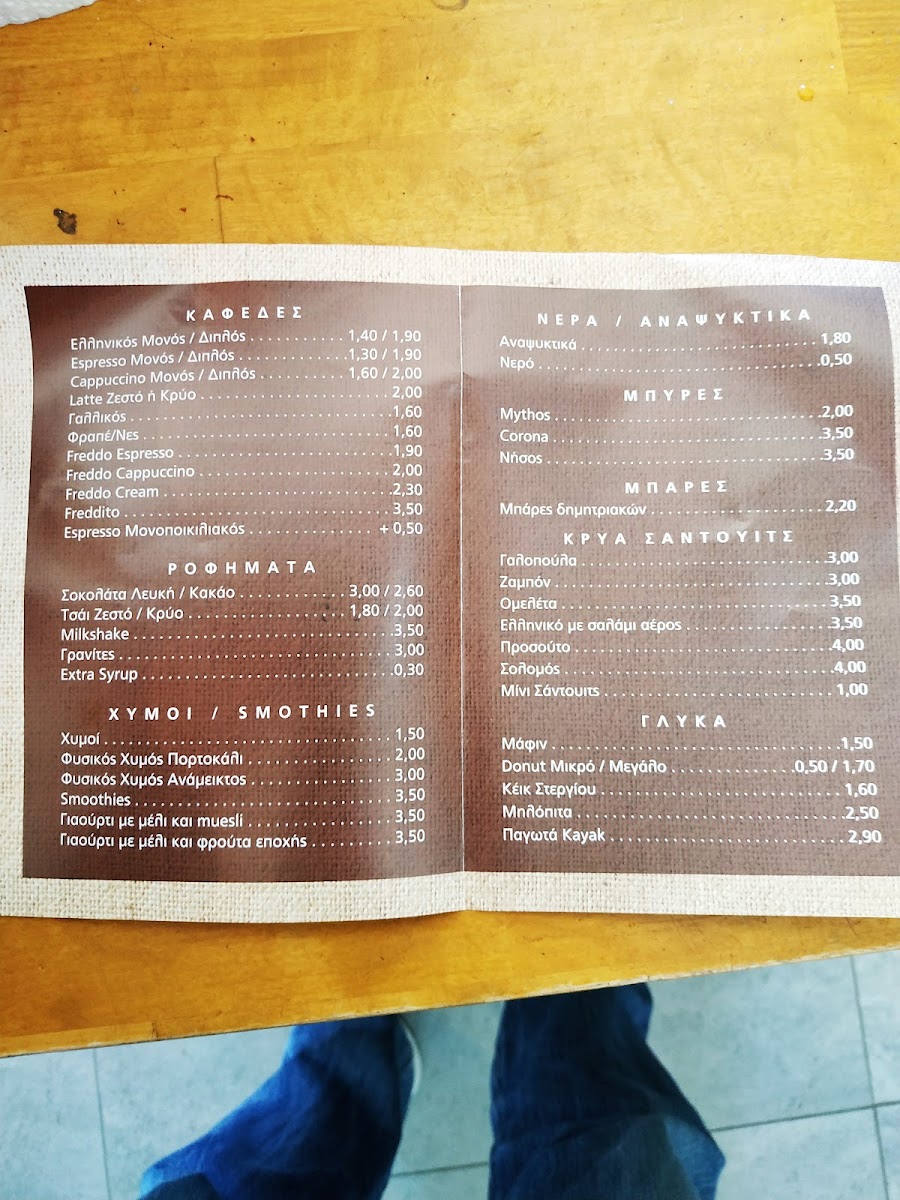 ΚΑΦΕΔΕΣ
Ελληνικός Μονός / Διπλός 1,40 / 1,90
Espresso Μονός / Διπλός 1,30 / 1,90
Cappuccino Μονός / Διπλός 1,60 / 2,00
Latte Ζεστό ή Κρύο 2,00
Γαλλικός 1,60
Φραπέ/Νες 1,60
Freddo Espresso 1,90
Freddo Cappuccino 2,00
Freddo Cream 2,30
Freddito 3,50
Espresso Μονοποικιλιακός + 0,50
ΡΟΦΗΜΑΤΑ
Σοκολάτα Λευκή / Κακάο 3,00 / 2,60
Τσάι Ζεστό / Κρύο 1,80 / 2,00
Milkshake 3,50
Γρανίτες 3,00
Extra Syrup 0,30
ΧΥΜΟΙ / SMOTHIES
Χυμοί 1,50
Φυσικός Χυμός Πορτοκάλι 2,00
Φυσικός Χυμός Ανάμεικτος 3,00
Smoothies 3,50
Γιαούρτι με μέλι και muesli 3,50
Γιαούρτι με μέλι και φρούτα εποχής 3,50
ΝΕΡΑ / ΑΝΑΨΥΚΤΙΚΑ
Αναψυκτικά 1,80
Νερό 0,50
ΜΠΥΡΕΣ
Mythos 2,00
Corona 3,50
Νήσος 3,50
ΜΠΑΡΕΣ
Μπάρες δημητριακών 2,20
ΚΡΥΑ ΣΑΝΤΟΥΙΤΣ
Γαλοπούλα 3,00
Ζαμπόν 3,00
Ομελέτα 3,50
Ελληνικό με σαλάμι αέρος 3,50
Προσούτο 4,00
Σολομός 4,00
Μίνι Σάντουιτς 1,00
ΓΛΥΚΑ
Μάφιν 1,50
Donut Μικρό / Μεγάλο 0,50 / 1,70
Κέικ Στεργίου 1,60
Μηλόπιτα 2,50
Παγωτά Kayak 2,90